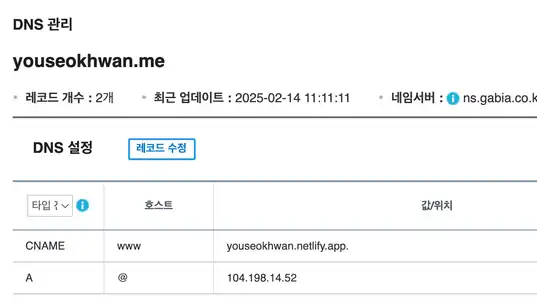 DNS 관리
youseokhwan.me
• 레코드 개수 : 2개 • 최근 업데이트 : 2025-02-14 11:11:11 • 네임서버 : ns.gabia.co.k
DNS 설정 레코드 수정
타입 호스트 값/위치
CNAME www youseokhwan.netlify.app.
A @ 104.198.14.52